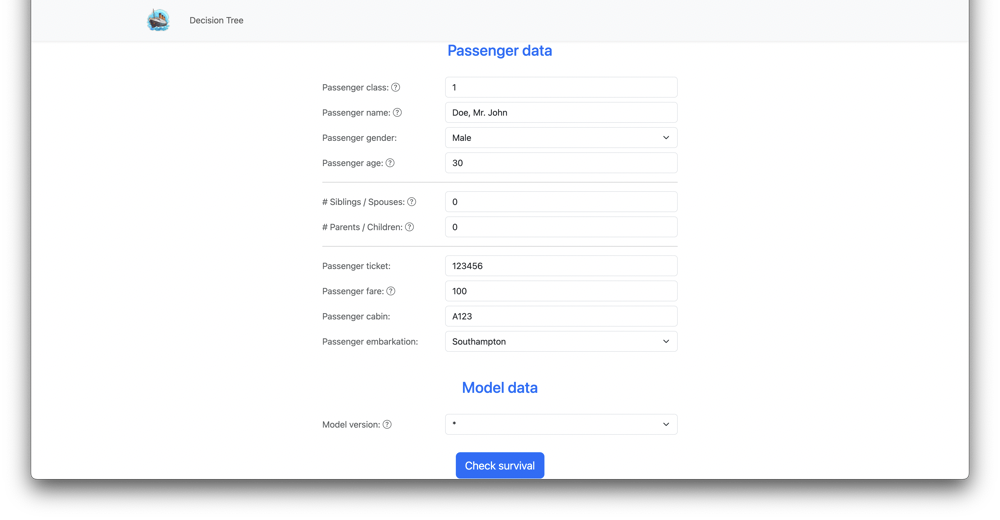 Decision Tree
Passenger data
Passenger class: ?
1
Passenger name: ?
Doe, Mr. John
Passenger gender:
Male
Passenger age: ?
30
# Siblings / Spouses: ?
0
# Parents / Children: ?
0
Passenger ticket:
123456
Passenger fare: ?
100
Passenger cabin:
A123
Passenger embarkation:
Southampton
Model data
Model version: ?
*
Check survival